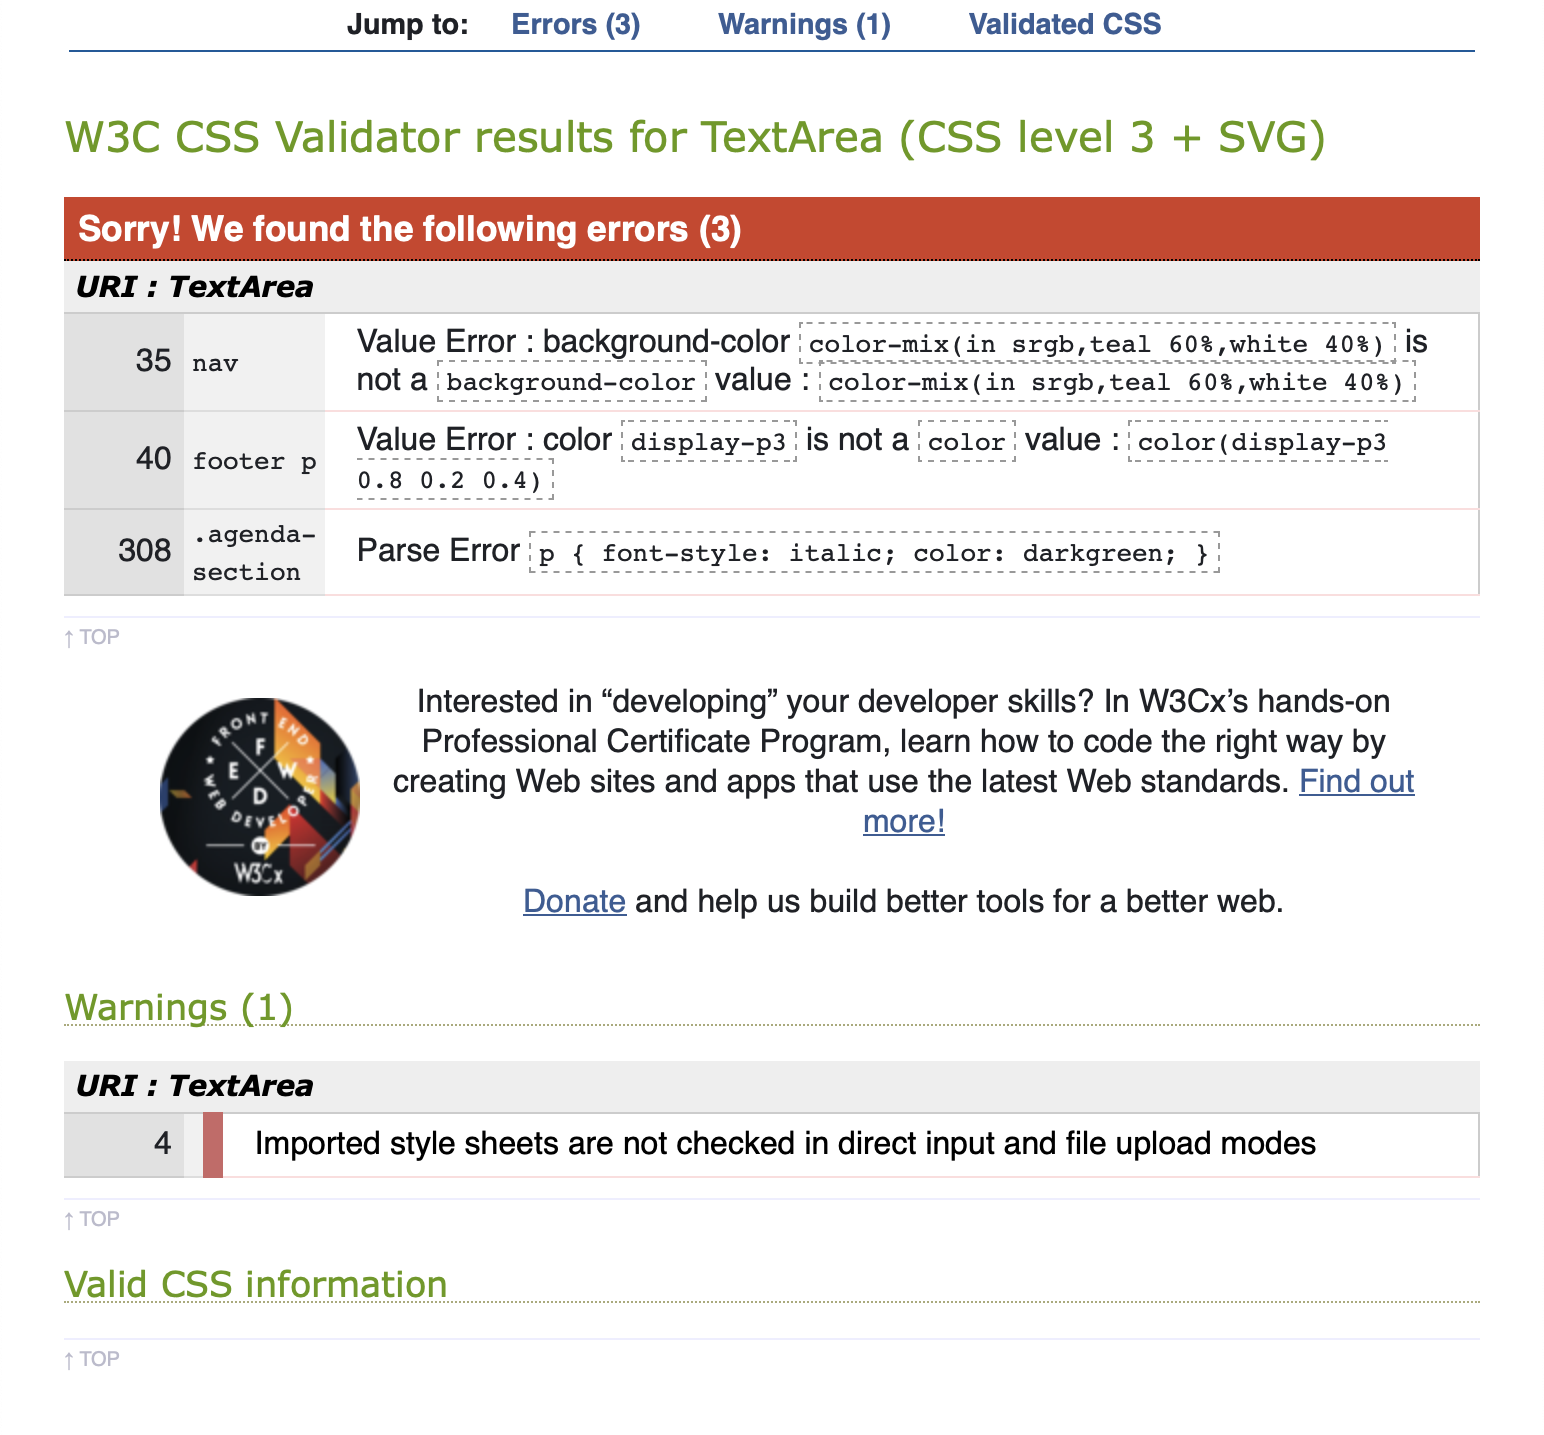 Jump to: Errors (3) Warnings (1) Validated CSS
W3C CSS Validator results for TextArea (CSS level 3 + SVG)
Sorry! We found the following errors (3)
URI : TextArea
35 nav Value Error : background-color color-mix(in srgb,teal 60%,white 40%) is
not a background-color value : color-mix(in srgb,teal 60%,white 40%)
40 footer p Value Error : color display-p3 is not a color value : color(display-p3
0.8 0.2 0.4)
308 .agenda-
section Parse Error p { font-style: italic; color: darkgreen; }
↑ TOP
FRONT END
WEB DEVELOPER
F
E W
D
BY
W3Cx
Interested in “developing” your developer skills? In W3Cx’s hands-on
Professional Certificate Program, learn how to code the right way by
creating Web sites and apps that use the latest Web standards. Find out
more!
Donate and help us build better tools for a better web.
Warnings (1)
URI : TextArea
4 Imported style sheets are not checked in direct input and file upload modes
↑ TOP
Valid CSS information
↑ TOP